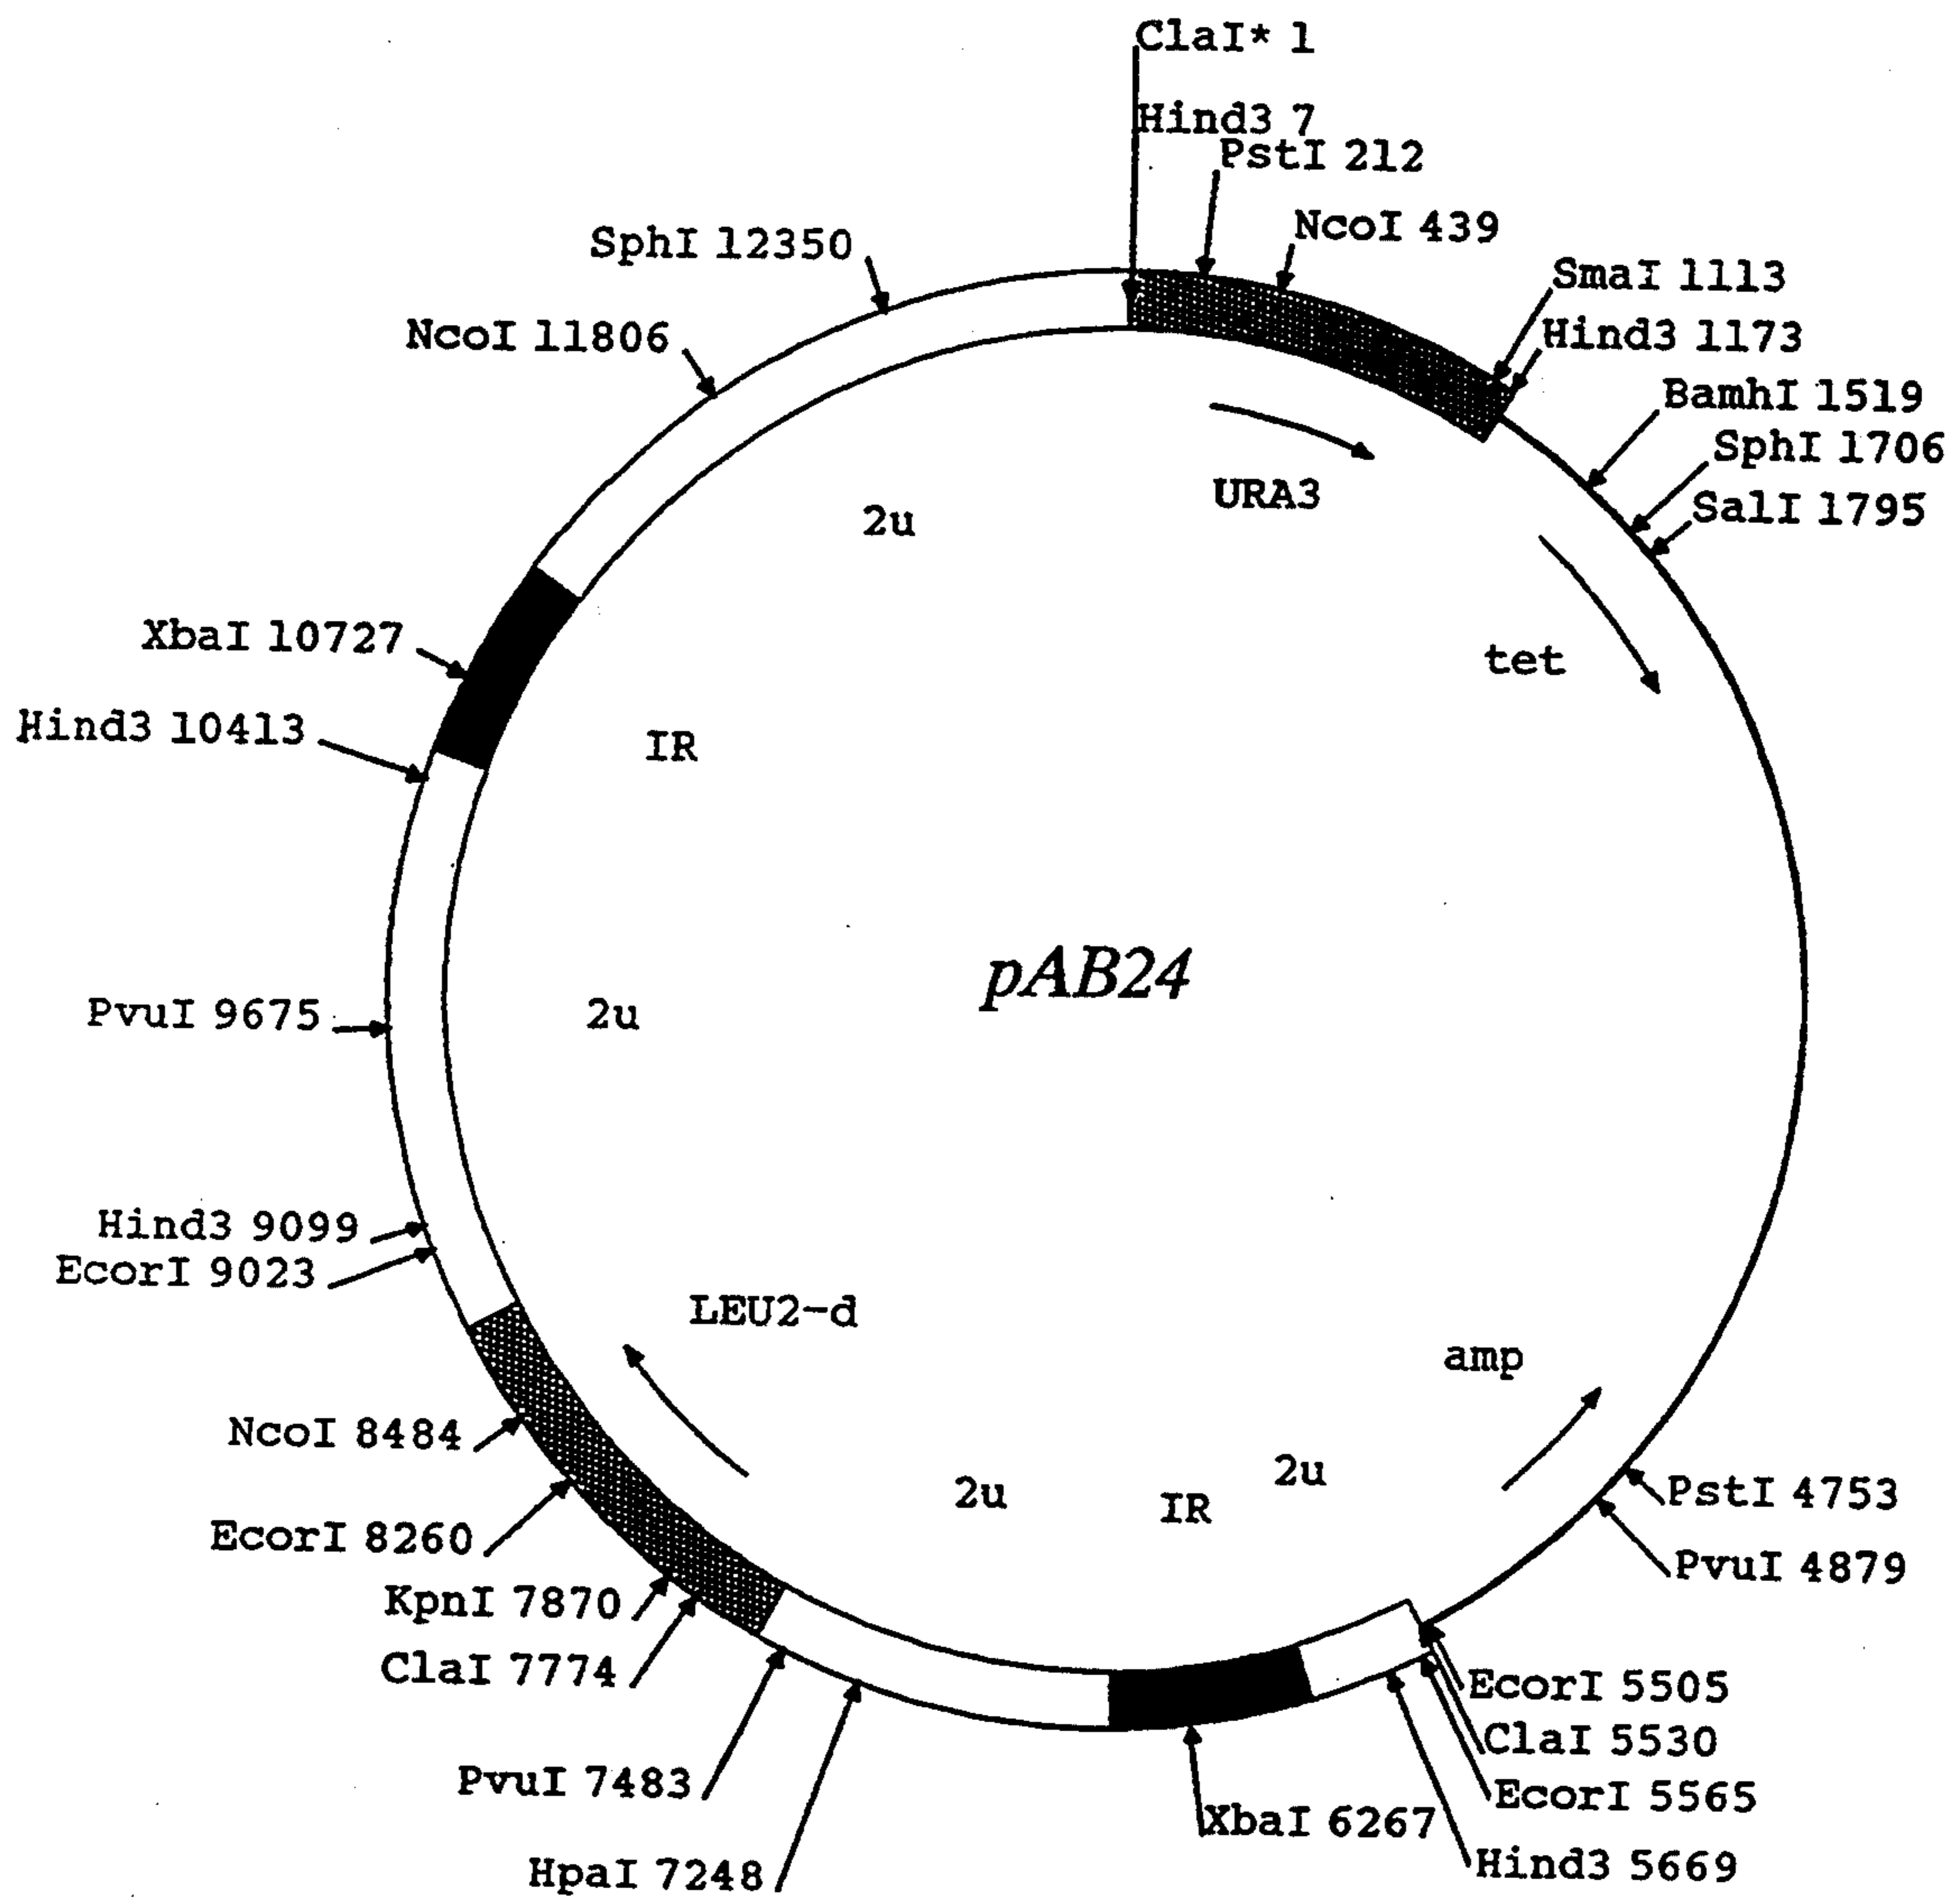 ClaI* 1
Hind3 7
PstI 212
NcoI 439
SphI 12350
SmaI 1113
NcoI 11806
Hind3 1173
BamhI 1519
SphI 1706
URA3
SalI 1795
2u
XbaI 10727
tet
Hind3 10413
IR
pAB24
PvuI 9675
2u
Hind3 9099
EcorI 9023
LEU2-d
amp
NcoI 8484
2u
2u
IR
PstI 4753
EcorI 8260
PvuI 4879
KpnI 7870
ClaI 7774
EcorI 5505
ClaI 5530
PvuI 7483
EcorI 5565
XbaI 6267
Hind3 5669
HpaI 7248